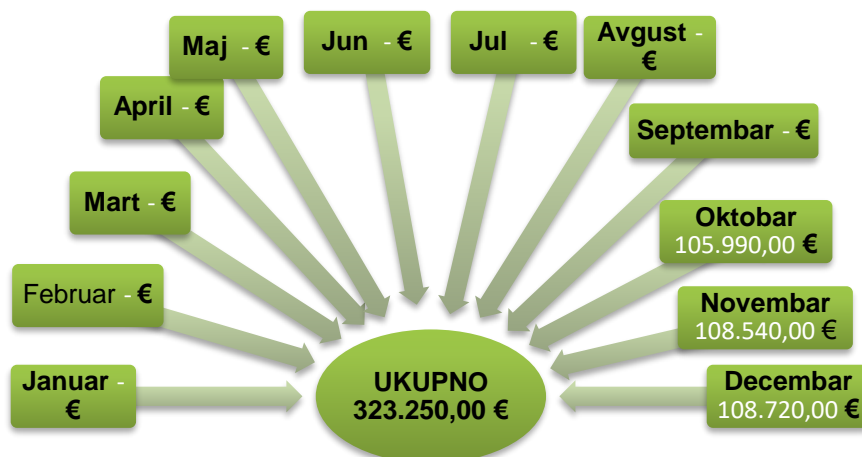 Januar -
€
Februar - €
Mart - €
April - €
Maj - €
Jun - €
Jul - €
Avgust -
€
Septembar - €
Oktobar
105.990,00 €
Novembar
108.540,00 €
Decembar
108.720,00 €
UKUPNO
323.250,00 €